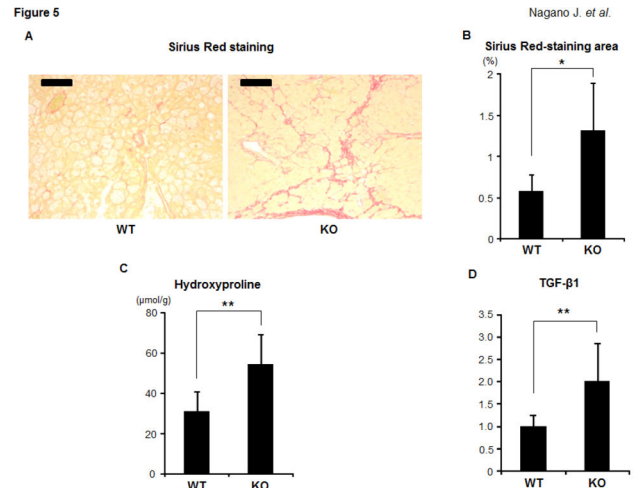 Figure 5
Nagano J. et al.
A
Sirius Red staining
WT
KO
B
Sirius Red-staining area
(%)
2
*
1
0.5
0
WT
KO
C
Hydroxyproline
(μmol/g)
80
**
60
40
20
0
WT
KO
D
TGF-β1
3.5
**
3.0
2.5
2.0
1.5
1.0
0.5
0
WT
KO